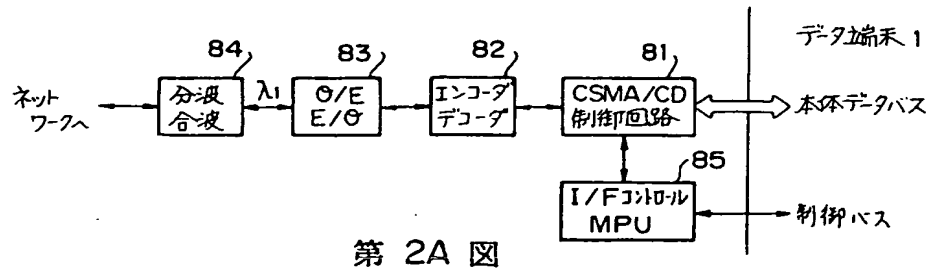 データ端末1
84
83
82
81
ネット
ワークへ
分波
合波
λ1
O/E
E/O
エンコーダ
デコーダ
CSMA/CD
制御回路
本体データバス
85
I/Fコントロール
MPU
制御バス
第 2A 図